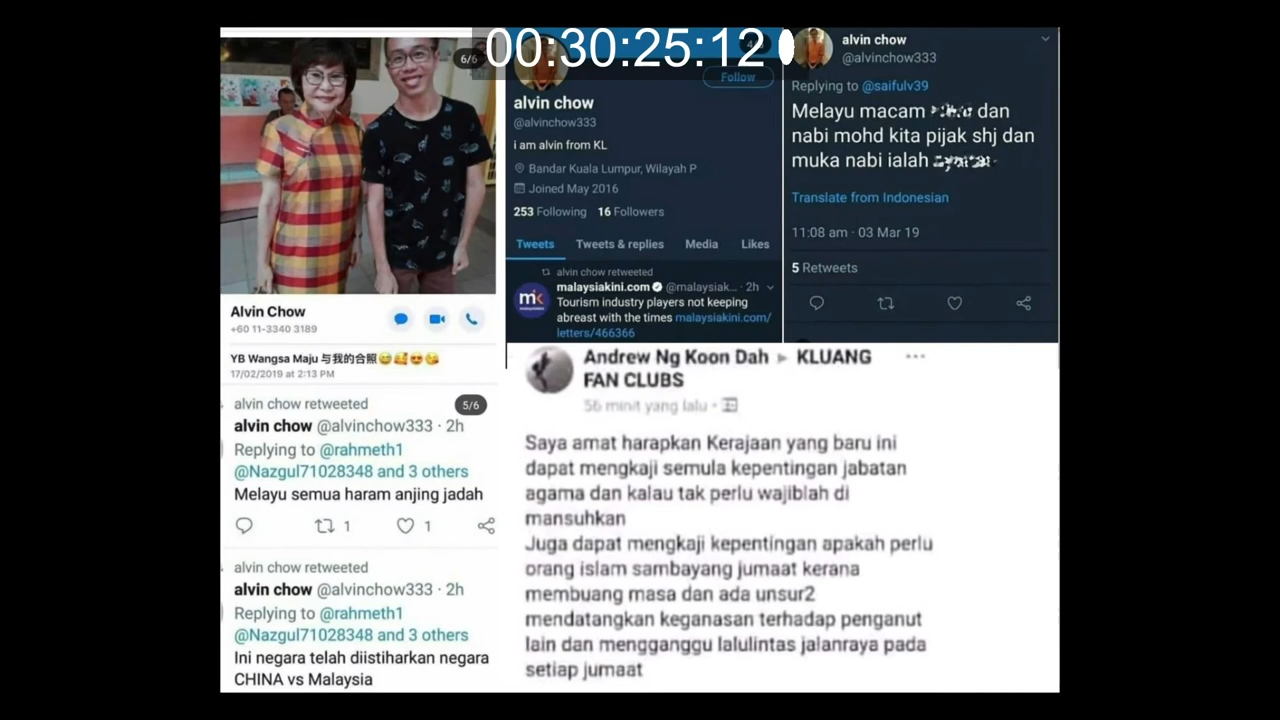 00:30:25:12
6/6
Alvin Chow
+60 11-3340 3189
YB Wangsa Maju 与我的合照😅🥰😍😘
17/02/2019 at 2:13 PM
alvin chow retweeted
5/6
alvin chow @alvinchow333 · 2h
Replying to @rahmeth1
@Nazgul71028348 and 3 others
Melayu semua haram anjing jadah
1
1
alvin chow retweeted
alvin chow @alvinchow333 · 2h
Replying to @rahmeth1
@Nazgul71028348 and 3 others
Ini negara telah diistiharkan negara
CHINA vs Malaysia
Follow
alvin chow
@alvinchow333
i am alvin from KL
Bandar Kuala Lumpur, Wilayah P
Joined May 2016
253 Following 16 Followers
Tweets Tweets & replies Media Likes
alvin chow retweeted
mk
malaysiakini.com @malaysiak... · 2h
Tourism industry players not keeping
abreast with the times malaysiakini.com/
letters/466366
alvin chow
@alvinchow333
Replying to @saifulv39
Melayu macam dan
nabi mohd kita pijak shj dan
muka nabi ialah
Translate from Indonesian
11:08 am · 03 Mar 19
5 Retweets
Andrew Ng Koon Dah ▸ KLUANG
FAN CLUBS
56 minit yang lalu ·
Saya amat harapkan Kerajaan yang baru ini
dapat mengkaji semula kepentingan jabatan
agama dan kalau tak perlu wajiblah di
mansuhkan
Juga dapat mengkaji kepentingan apakah perlu
orang islam sambayang jumaat kerana
membuang masa dan ada unsur2
mendatangkan keganasan terhadap penganut
lain dan mengganggu lalulintas jalanraya pada
setiap jumaat